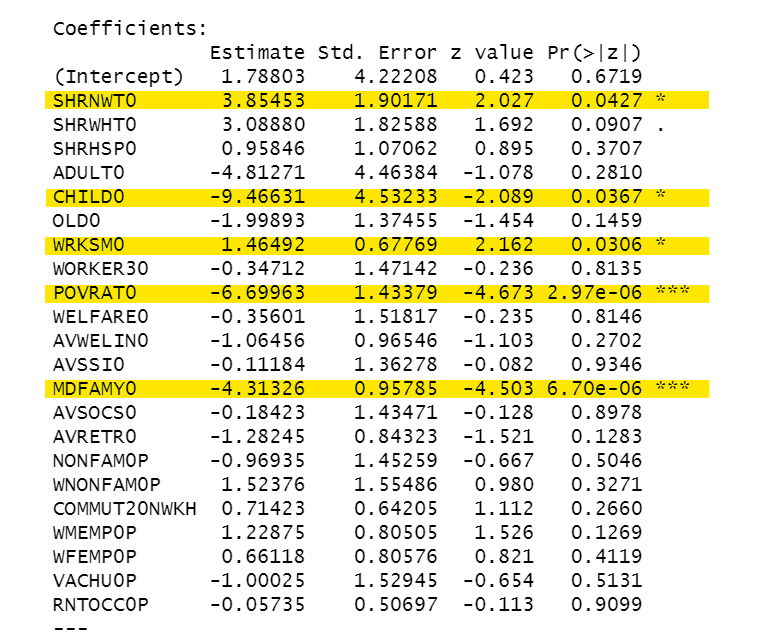 Coefficients:
Estimate Std. Error z value Pr(>|z|)
(Intercept) 1.78803 4.22208 0.423 0.6719
SHRNWT0 3.85453 1.90171 2.027 0.0427 *
SHRWHT0 3.08880 1.82588 1.692 0.0907 .
SHRHSP0 0.95846 1.07062 0.895 0.3707
ADULT0 -4.81271 4.46384 -1.078 0.2810
CHILD0 -9.46631 4.53233 -2.089 0.0367 *
OLD0 -1.99893 1.37455 -1.454 0.1459
WRKSM0 1.46492 0.67769 2.162 0.0306 *
WORKER30 -0.34712 1.47142 -0.236 0.8135
POVRAT0 -6.69963 1.43379 -4.673 2.97e-06 ***
WELFARE0 -0.35601 1.51817 -0.235 0.8146
AVWELIN0 -1.06456 0.96546 -1.103 0.2702
AVSSI0 -0.11184 1.36278 -0.082 0.9346
MDFAMY0 -4.31326 0.95785 -4.503 6.70e-06 ***
AVSOCS0 -0.18423 1.43471 -0.128 0.8978
AVRETR0 -1.28245 0.84323 -1.521 0.1283
NONFAM0P -0.96935 1.45259 -0.667 0.5046
WNONFAM0P 1.52376 1.55486 0.980 0.3271
COMMUT20NWKH 0.71423 0.64205 1.112 0.2660
WMEMP0P 1.22875 0.80505 1.526 0.1269
WFEMP0P 0.66118 0.80576 0.821 0.4119
VACHU0P -1.00025 1.52945 -0.654 0.5131
RNTOCC0P -0.05735 0.50697 -0.113 0.9099
---